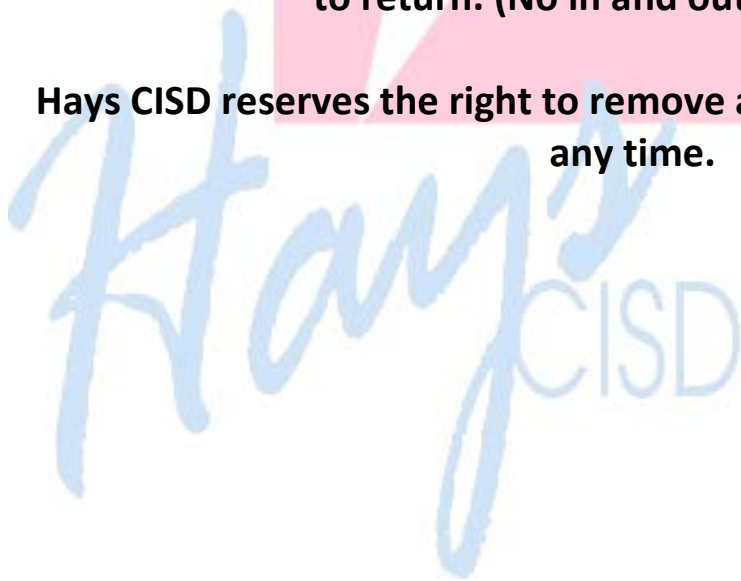 to return. (No in and out
Hays CISD reserves the right to remove a
any time.
Hays
CISD